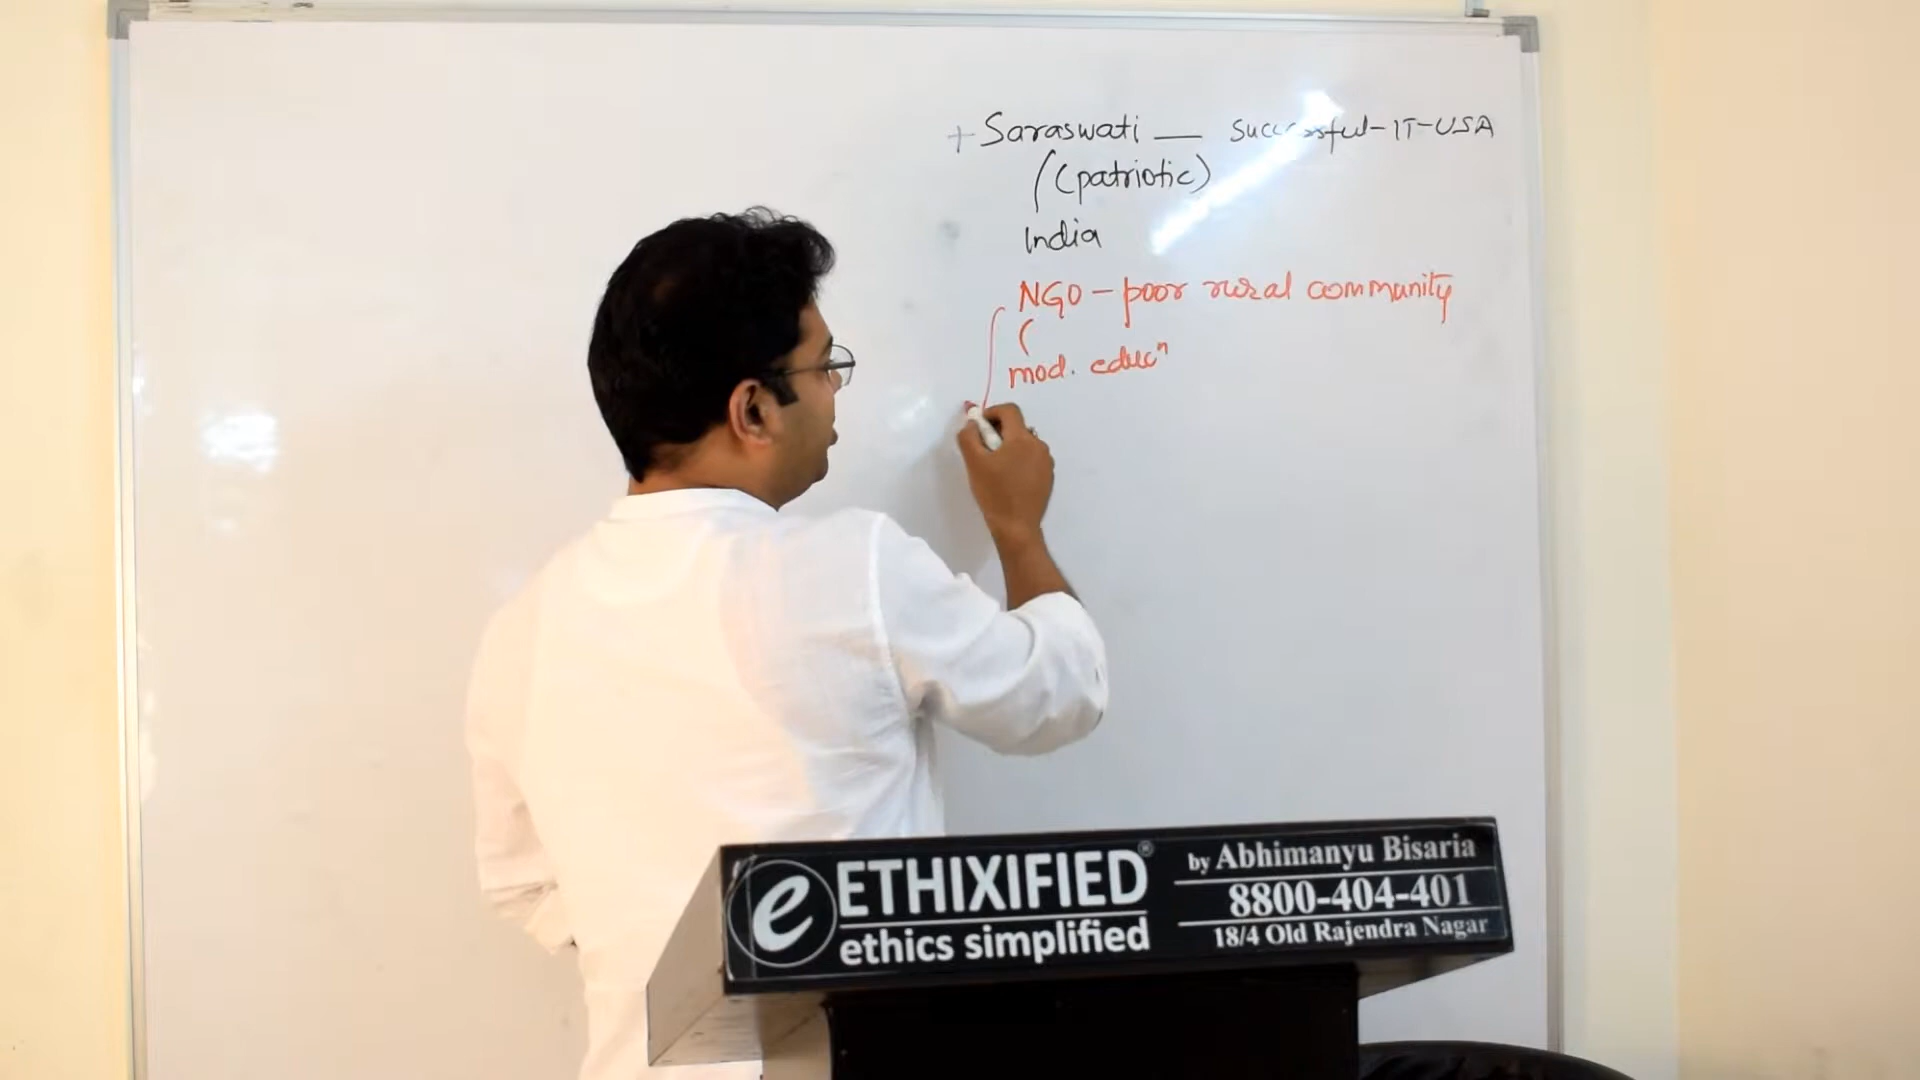 + Saraswati — Successful-IT-USA
(patriotic)
India
NGO - poor rural community
mod. educⁿ
e ETHIXIFIED®
ethics simplified
by Abhimanyu Bisaria
8800-404-401
18/4 Old Rajendra Nagar